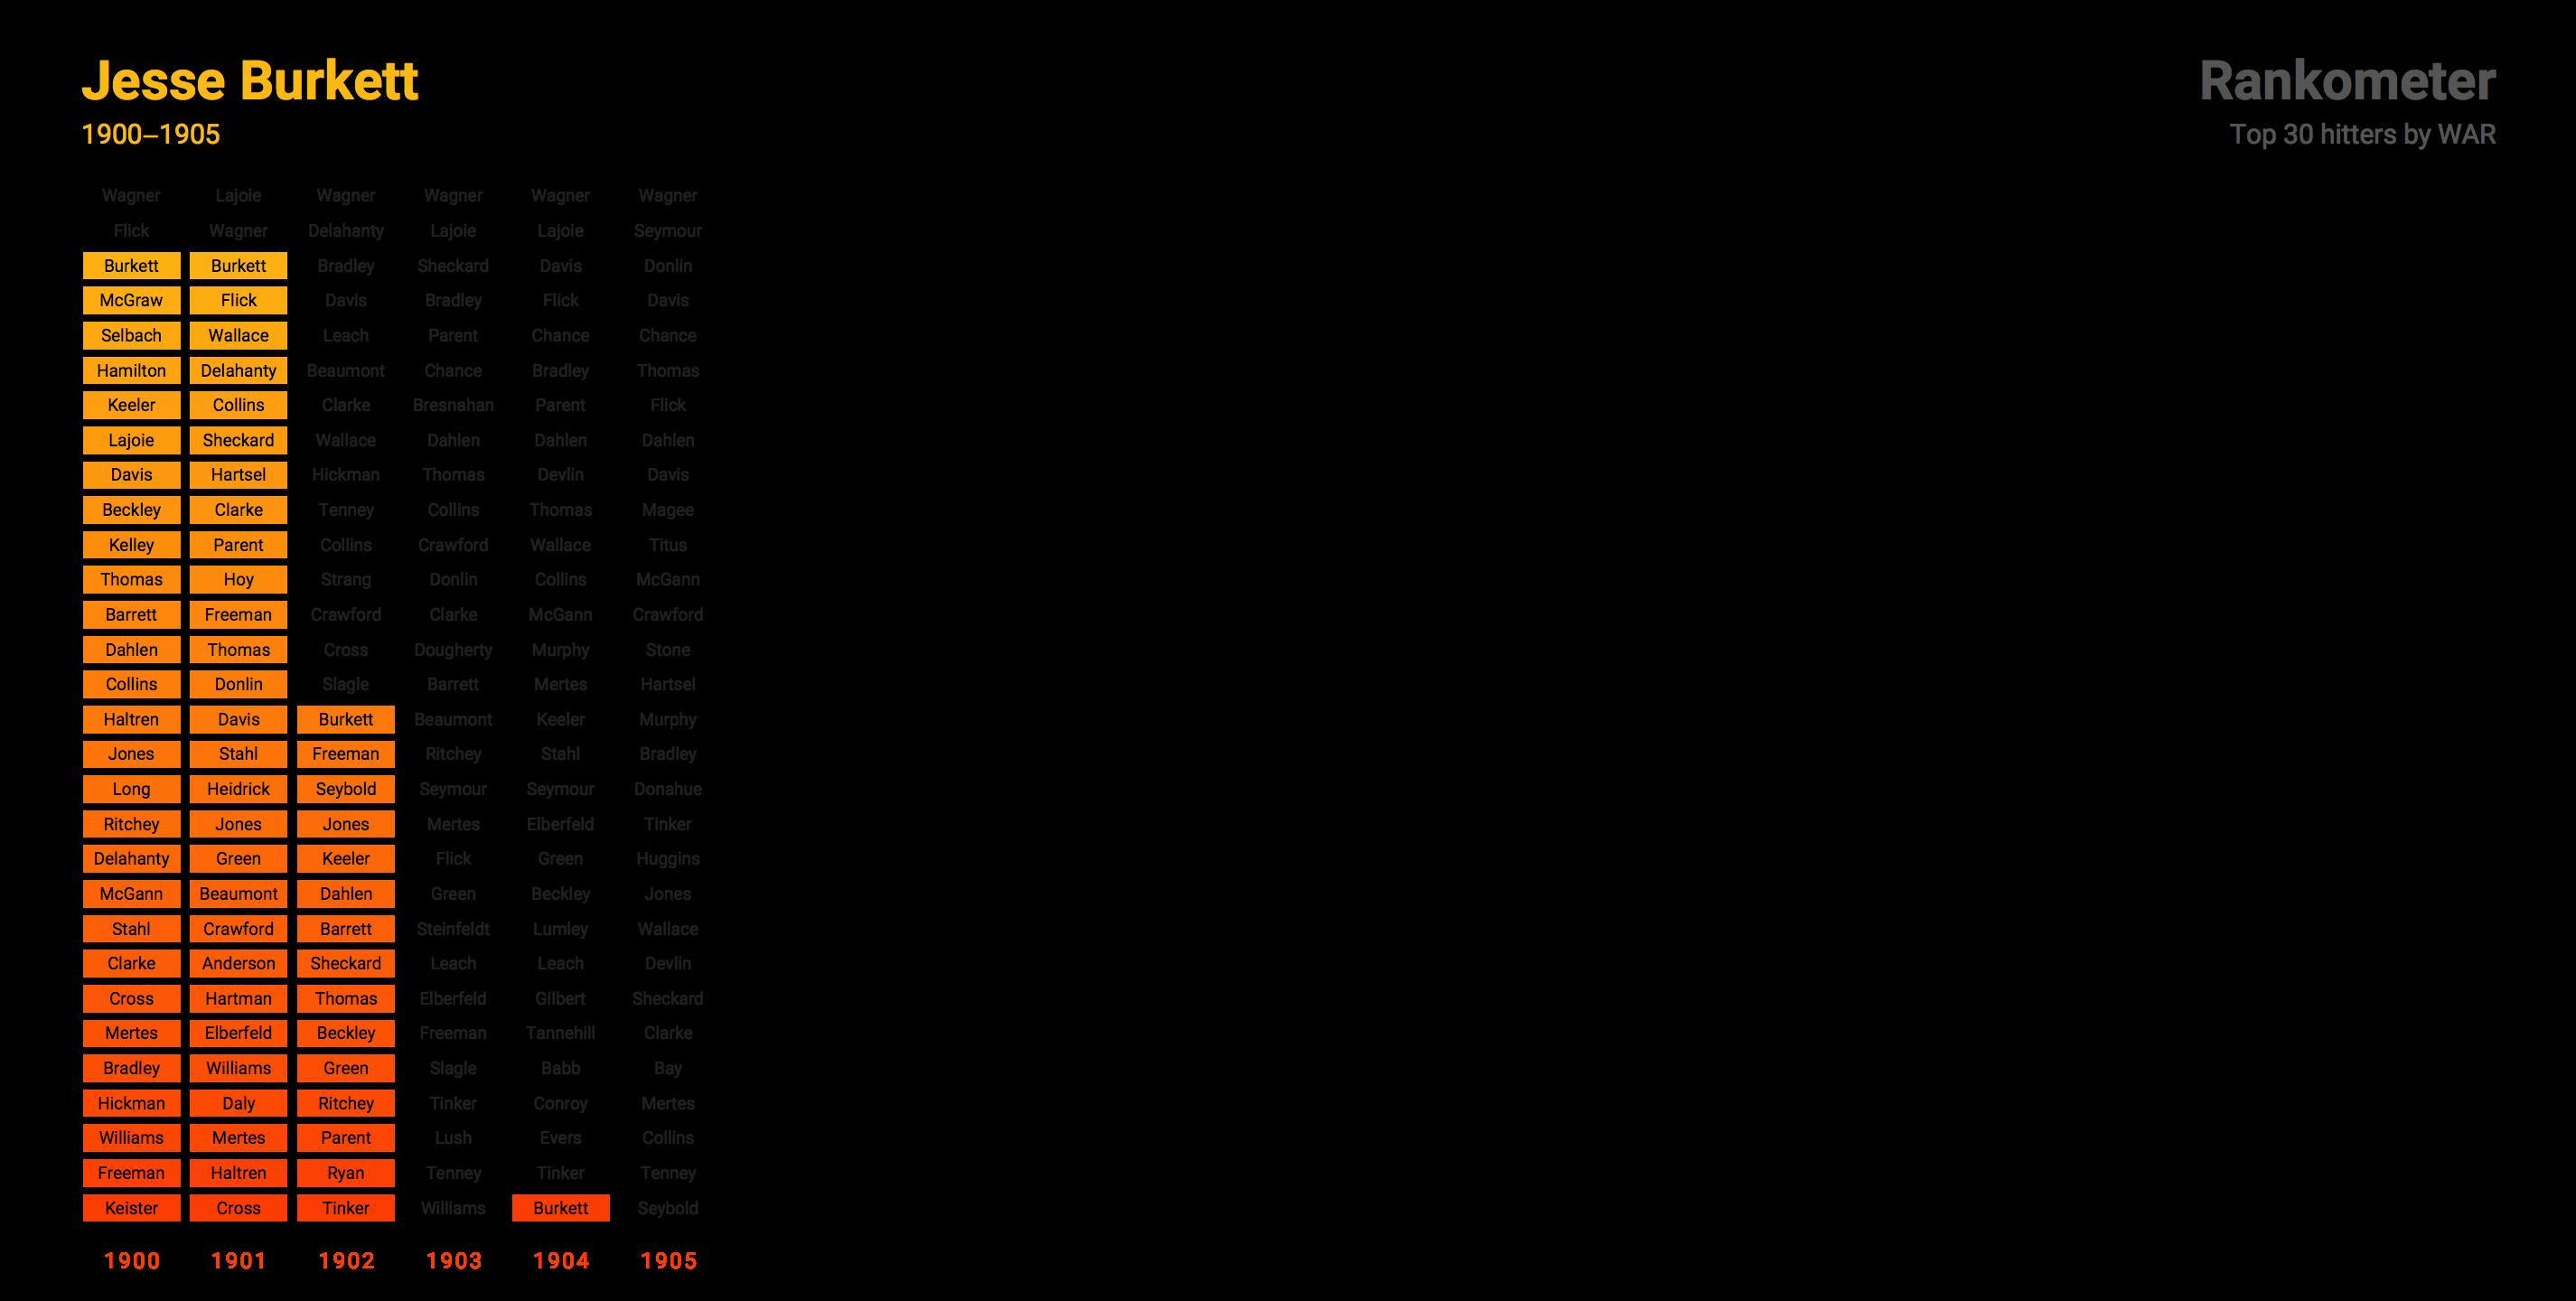 Jesse Burkett
1900–1905
Rankometer
Top 30 hitters by WAR
Wagner Lajoie Wagner Wagner Wagner Wagner
Flick Wagner Delahanty Lajoie Lajoie Seymour
Burkett Burkett Bradley Sheckard Davis Donlin
McGraw Flick Davis Bradley Flick Davis
Selbach Wallace Leach Parent Chance Chance
Hamilton Delahanty Beaumont Chance Bradley Thomas
Keeler Collins Clarke Bresnahan Parent Flick
Lajoie Sheckard Wallace Dahlen Dahlen Dahlen
Davis Hartsel Hickman Thomas Devlin Davis
Beckley Clarke Tenney Collins Thomas Magee
Kelley Parent Collins Crawford Wallace Titus
Thomas Hoy Strang Donlin Collins McGann
Barrett Freeman Crawford Clarke McGann Crawford
Dahlen Thomas Cross Dougherty Murphy Stone
Collins Donlin Slagle Barrett Mertes Hartsel
Haltren Davis Burkett Beaumont Keeler Murphy
Jones Stahl Freeman Ritchey Stahl Bradley
Long Heidrick Seybold Seymour Seymour Donahue
Ritchey Jones Jones Mertes Elberfeld Tinker
Delahanty Green Keeler Flick Green Huggins
McGann Beaumont Dahlen Green Beckley Jones
Stahl Crawford Barrett Steinfeldt Lumley Wallace
Clarke Anderson Sheckard Leach Leach Devlin
Cross Hartman Thomas Elberfeld Gilbert Sheckard
Mertes Elberfeld Beckley Freeman Tannehill Clarke
Bradley Williams Green Slagle Babb Bay
Hickman Daly Ritchey Tinker Conroy Mertes
Williams Mertes Parent Lush Evers Collins
Freeman Haltren Ryan Tenney Tinker Tenney
Keister Cross Tinker Williams Burkett Seybold
1900 1901 1902 1903 1904 1905